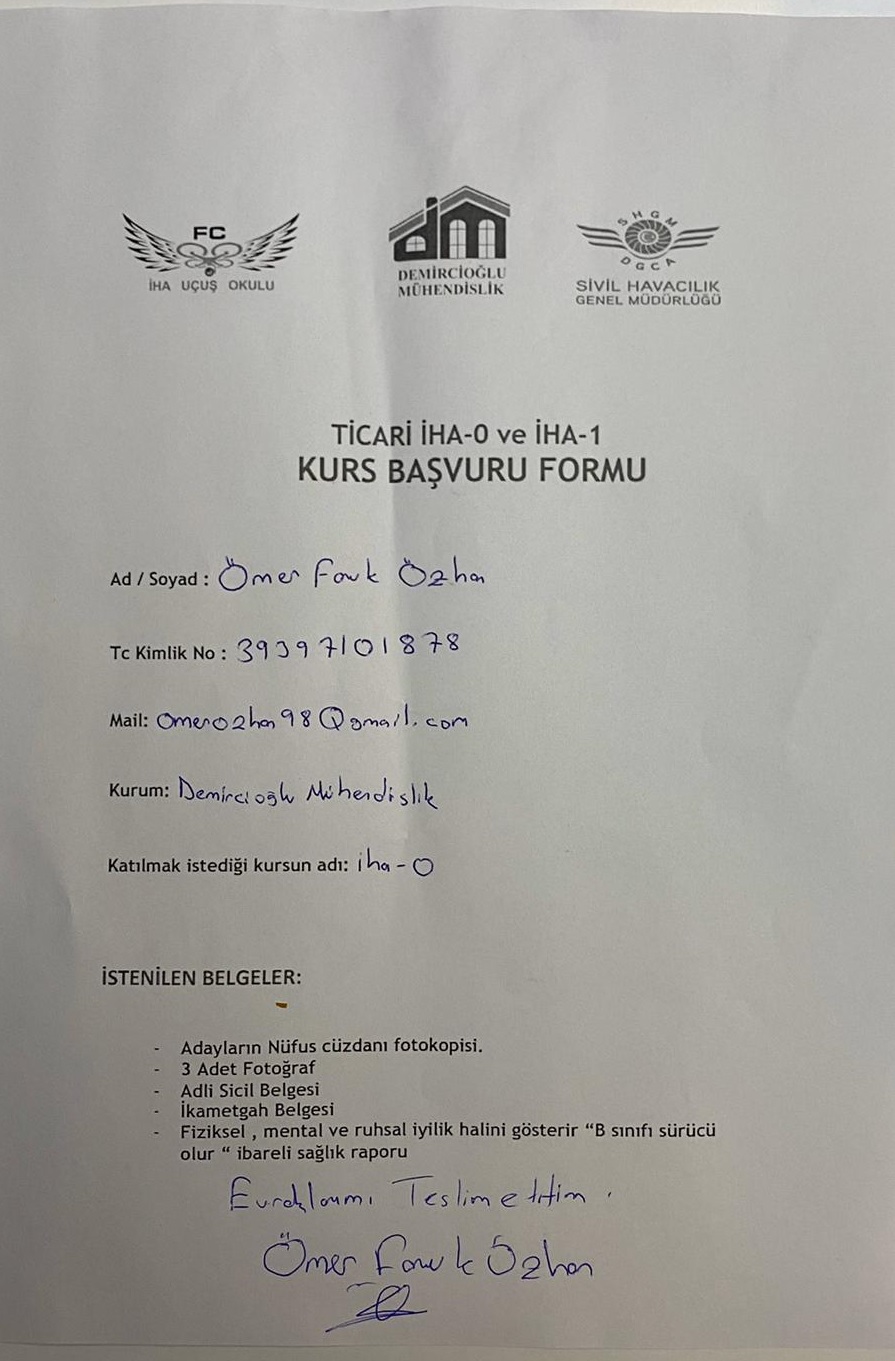 FC
İHA UÇUŞ OKULU
dm
DEMİRCİOĞLU
MÜHENDİSLİK
SHGM
DGCA
SİVİL HAVACILIK
GENEL MÜDÜRLÜĞÜ
TİCARİ İHA-0 ve İHA-1
KURS BAŞVURU FORMU
Ad / Soyad : Ömer Faruk Özhan
Tc Kimlik No : 39397101878
Mail: omerozhan98@gmail.com
Kurum: Demircioğlu Mühendislik
Katılmak istediği kursun adı: iha-0
İSTENİLEN BELGELER:
- Adayların Nüfus cüzdanı fotokopisi.
- 3 Adet Fotoğraf
- Adli Sicil Belgesi
- İkametgah Belgesi
- Fiziksel , mental ve ruhsal iyilik halini gösterir “B sınıfı sürücü
olur “ ibareli sağlık raporu
Evraklarımı Teslim ettim.
Ömer Faruk Özhan